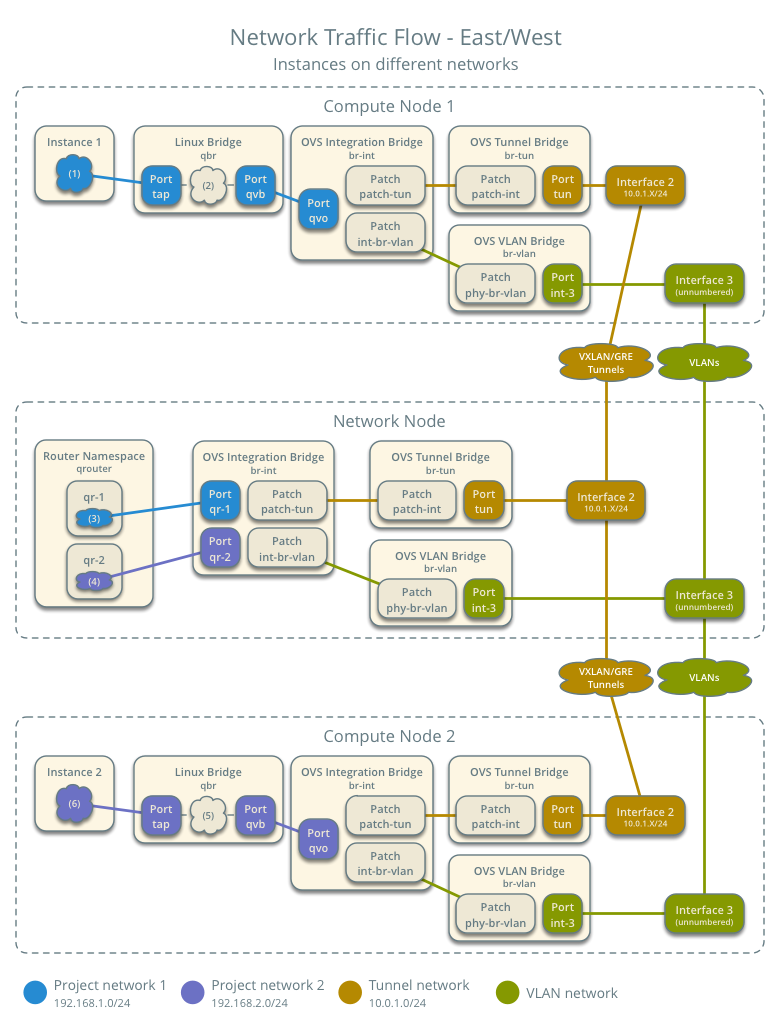 Network Traffic Flow - East/West
Instances on different networks
Compute Node 1
Instance 1
(1)
Linux Bridge
qbr
Port
tap
(2)
Port
qvb
OVS Integration Bridge
br-int
Port
qvo
Patch
patch-tun
Patch
int-br-vlan
OVS Tunnel Bridge
br-tun
Patch
patch-int
Port
tun
Interface 2
10.0.1.X/24
OVS VLAN Bridge
br-vlan
Patch
phy-br-vlan
Port
int-3
Interface 3
(unnumbered)
VXLAN/GRE
Tunnels
VLANs
Network Node
Router Namespace
qrouter
qr-1
(3)
qr-2
(4)
OVS Integration Bridge
br-int
Port
qr-1
Patch
patch-tun
Port
qr-2
Patch
int-br-vlan
OVS Tunnel Bridge
br-tun
Patch
patch-int
Port
tun
Interface 2
10.0.1.X/24
OVS VLAN Bridge
br-vlan
Patch
phy-br-vlan
Port
int-3
Interface 3
(unnumbered)
VXLAN/GRE
Tunnels
VLANs
Compute Node 2
Instance 2
(6)
Linux Bridge
qbr
Port
tap
(5)
Port
qvb
OVS Integration Bridge
br-int
Port
qvo
Patch
patch-tun
Patch
int-br-vlan
OVS Tunnel Bridge
br-tun
Patch
patch-int
Port
tun
Interface 2
10.0.1.X/24
OVS VLAN Bridge
br-vlan
Patch
phy-br-vlan
Port
int-3
Interface 3
(unnumbered)
Project network 1
192.168.1.0/24
Project network 2
192.168.2.0/24
Tunnel network
10.0.1.0/24
VLAN network